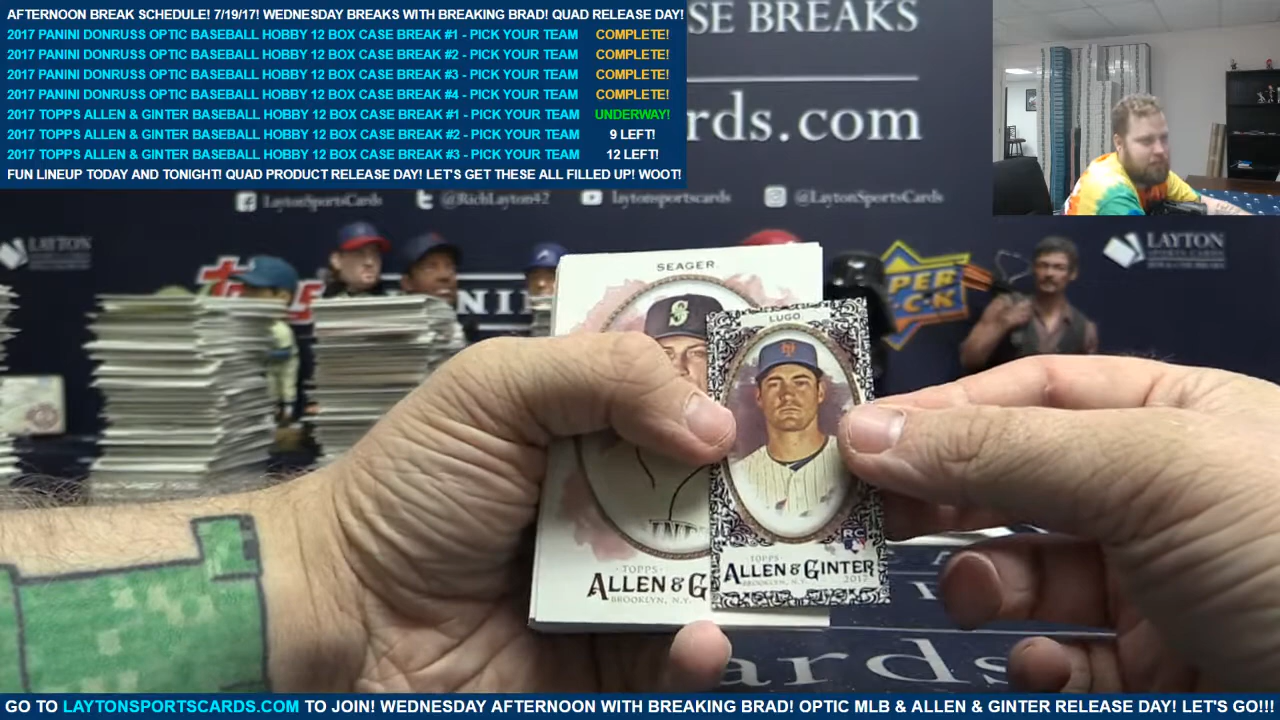 AFTERNOON BREAK SCHEDULE! 7/19/17! WEDNESDAY BREAKS WITH BREAKING BRAD! QUAD RELEASE DAY!
2017 PANINI DONRUSS OPTIC BASEBALL HOBBY 12 BOX CASE BREAK #1 - PICK YOUR TEAM COMPLETE!
2017 PANINI DONRUSS OPTIC BASEBALL HOBBY 12 BOX CASE BREAK #2 - PICK YOUR TEAM COMPLETE!
2017 PANINI DONRUSS OPTIC BASEBALL HOBBY 12 BOX CASE BREAK #3 - PICK YOUR TEAM COMPLETE!
2017 PANINI DONRUSS OPTIC BASEBALL HOBBY 12 BOX CASE BREAK #4 - PICK YOUR TEAM COMPLETE!
2017 TOPPS ALLEN & GINTER BASEBALL HOBBY 12 BOX CASE BREAK #1 - PICK YOUR TEAM UNDERWAY!
2017 TOPPS ALLEN & GINTER BASEBALL HOBBY 12 BOX CASE BREAK #2 - PICK YOUR TEAM 9 LEFT!
2017 TOPPS ALLEN & GINTER BASEBALL HOBBY 12 BOX CASE BREAK #3 - PICK YOUR TEAM 12 LEFT!
FUN LINEUP TODAY AND TONIGHT! QUAD PRODUCT RELEASE DAY! LET'S GET THESE ALL FILLED UP! WOOT!
SE BREAKS
rds.com
LaytonSportsCards @RichLayton42 laytonsportscards @LaytonSportsCards
LAYTON
LAYTON
SPORTS CARDS
PER
CK
NIN
SEAGER
S
LUGO
NY
RC
TOPPS
ALLEN & GINTER
BROOKLYN, N.Y. 2017
TOPPS
ALLEN & G
BROOKLYN, N.Y.
Cards
GO TO LAYTONSPORTSCARDS.COM TO JOIN! WEDNESDAY AFTERNOON WITH BREAKING BRAD! OPTIC MLB & ALLEN & GINTER RELEASE DAY! LET'S GO!!!